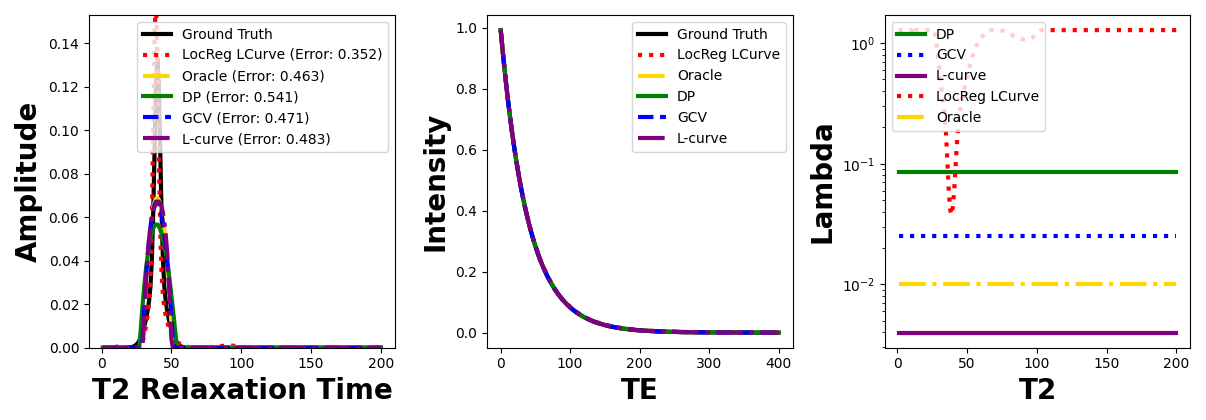 Amplitude
0.14
0.12
0.10
0.08
0.06
0.04
0.02
0.00
0 50 100 150 200
T2 Relaxation Time
Ground Truth
LocReg LCurve (Error: 0.352)
Oracle (Error: 0.463)
DP (Error: 0.541)
GCV (Error: 0.471)
L-curve (Error: 0.483)
Intensity
1.0
0.8
0.6
0.4
0.2
0.0
0 100 200 300 400
TE
Ground Truth
LocReg LCurve
Oracle
DP
GCV
L-curve
Lambda
10⁰
10⁻¹
10⁻²
0 50 100 150 200
T2
DP
GCV
L-curve
LocReg LCurve
Oracle